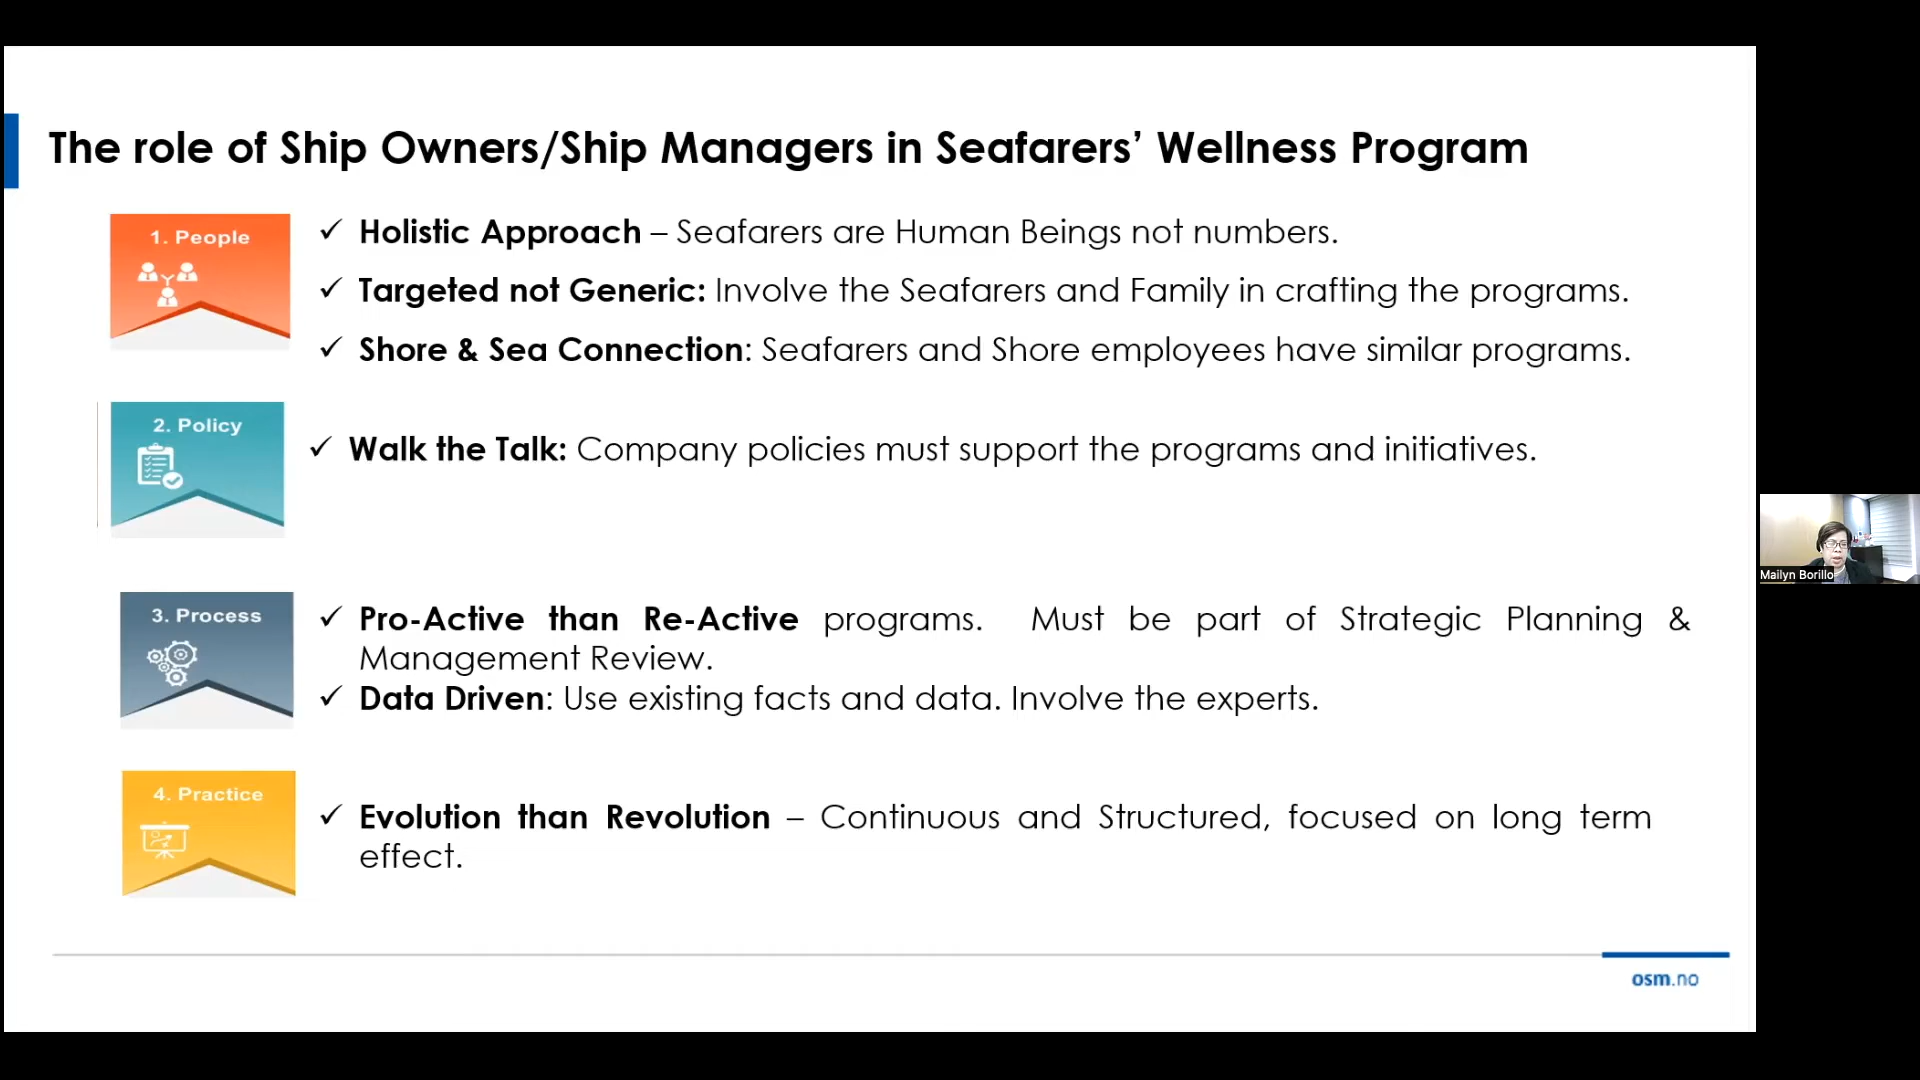 The role of Ship Owners/Ship Managers in Seafarers’ Wellness Program
1. People
✓ Holistic Approach – Seafarers are Human Beings not numbers.
✓ Targeted not Generic: Involve the Seafarers and Family in crafting the programs.
✓ Shore & Sea Connection: Seafarers and Shore employees have similar programs.
2. Policy
✓ Walk the Talk: Company policies must support the programs and initiatives.
3. Process
✓ Pro-Active than Re-Active programs. Must be part of Strategic Planning &
Management Review.
✓ Data Driven: Use existing facts and data. Involve the experts.
4. Practice
✓ Evolution than Revolution – Continuous and Structured, focused on long term
effect.
osm.no
Mailyn Borillo